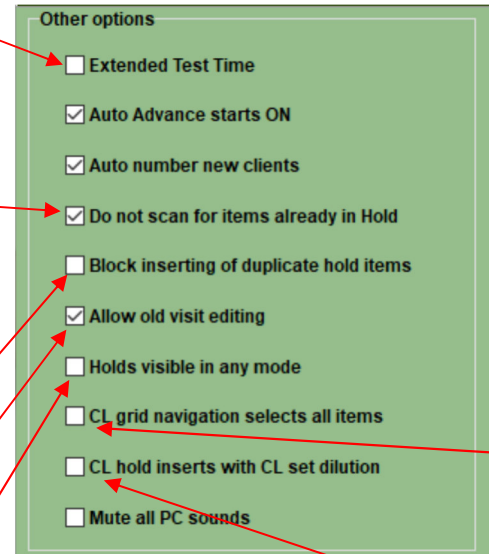 Other options
Extended Test Time
Auto Advance starts ON
Auto number new clients
Do not scan for items already in Hold
Block inserting of duplicate hold items
Allow old visit editing
Holds visible in any mode
CL grid navigation selects all items
CL hold inserts with CL set dilution
Mute all PC sounds